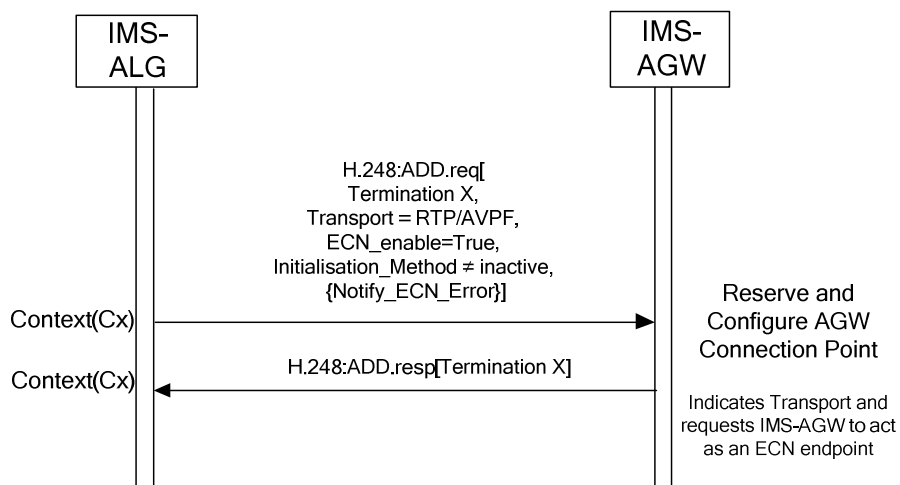 IMS-
ALG
IMS-
AGW
H.248:ADD.req[
Termination X,
Transport = RTP/AVPF,
ECN_enable=True,
Initialisation_Method ≠ inactive,
{Notify_ECN_Error}]
Context(Cx)
Reserve and
Configure AGW
Connection Point
H.248:ADD.resp[Termination X]
Context(Cx)
Indicates Transport and
requests IMS-AGW to act
as an ECN endpoint